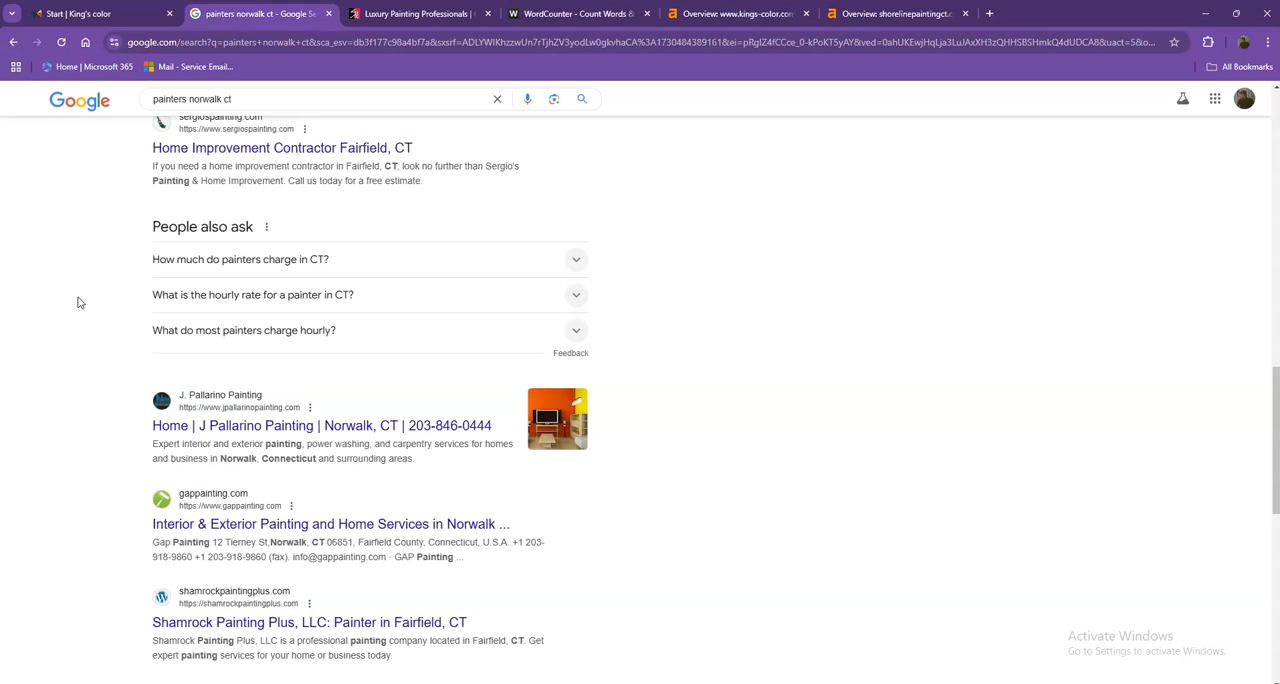 Start | King's color
painters norwalk ct - Google Se
Luxury Painting Professionals |
WordCounter - Count Words &
Overview: www.kings-color.com
Overview: shorelinepaintingct.c
Home | Microsoft 365
Mail - Service Email...
All Bookmarks
Google
painters norwalk ct
sergiospainting.com
https://www.sergiospainting.com
Home Improvement Contractor Fairfield, CT
If you need a home improvement contractor in Fairfield, CT, look no further than Sergio's
Painting & Home Improvement. Call us today for a free estimate.
People also ask
How much do painters charge in CT?
What is the hourly rate for a painter in CT?
What do most painters charge hourly?
Feedback
J. Pallarino Painting
https://www.jpallarinopainting.com
Home | J Pallarino Painting | Norwalk, CT | 203-846-0444
Expert interior and exterior painting, power washing, and carpentry services for homes
and business in Norwalk, Connecticut and surrounding areas.
gappainting.com
https://www.gappainting.com
Interior & Exterior Painting and Home Services in Norwalk ...
Gap Painting 12 Tierney St,Norwalk, CT 06851, Fairfield County, Connecticut, U.S.A. +1 203-
918-9860 +1 203-918-9860 (fax). info@gappainting.com · GAP Painting ...
shamrockpaintingplus.com
https://shamrockpaintingplus.com
Shamrock Painting Plus, LLC: Painter in Fairfield, CT
Shamrock Painting Plus, LLC is a professional painting company located in Fairfield, CT. Get
expert painting services for your home or business today.
Activate Windows
Go to Settings to activate Windows.